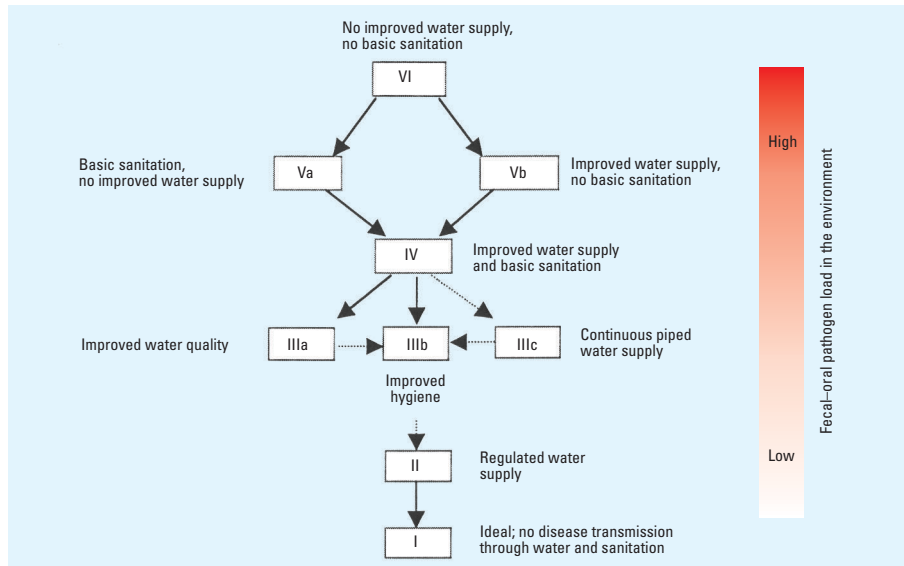 No improved water supply,
no basic sanitation
VI
Basic sanitation,
no improved water supply
Va
Vb
Improved water supply,
no basic sanitation
IV
Improved water supply
and basic sanitation
Improved water quality
IIIa
IIIb
IIIc
Continuous piped
water supply
Improved
hygiene
II
Regulated water
supply
I
Ideal; no disease transmission
through water and sanitation
High
Low
Fecal–oral pathogen load in the environment